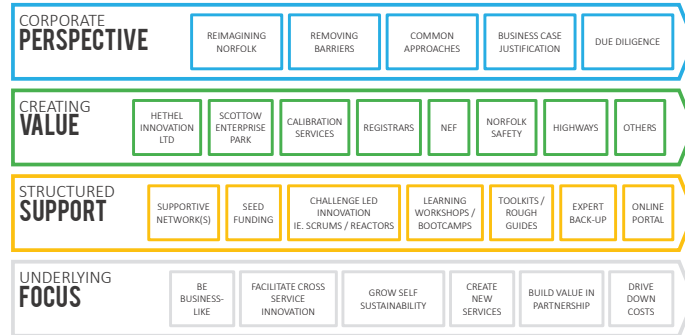 CORPORATE
PERSPECTIVE
REIMAGINING
NORFOLK
REMOVING
BARRIERS
COMMON
APPROACHES
BUSINESS CASE
JUSTIFICATION
DUE DILIGENCE
CREATING
VALUE
HETHEL
INNOVATION
LTD
SCOTTOW
ENTERPRISE
PARK
CALIBRATION
SERVICES
REGISTRARS
NEF
NORFOLK
SAFETY
HIGHWAYS
OTHERS
STRUCTURED
SUPPORT
SUPPORTIVE
NETWORK(S)
SEED
FUNDING
CHALLENGE LED
INNOVATION
IE. SCRUMS / REACTORS
LEARNING
WORKSHOPS /
BOOTCAMPS
TOOLKITS /
ROUGH
GUIDES
EXPERT
BACK-UP
ONLINE
PORTAL
UNDERLYING
FOCUS
BE
BUSINESS-
LIKE
FACILITATE CROSS
SERVICE
INNOVATION
GROW SELF
SUSTAINABILITY
CREATE
NEW
SERVICES
BUILD VALUE IN
PARTNERSHIP
DRIVE
DOWN
COSTS